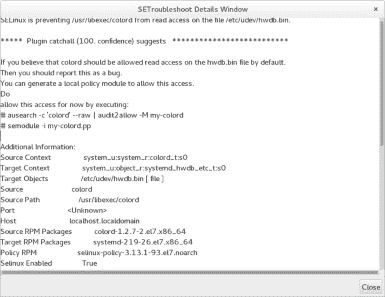 SETroubleshoot Details Window
SELinux is preventing /usr/libexec/colord from read access on the file /etc/udev/hwdb.bin.
***** Plugin catchall (100. confidence) suggests **************************
If you believe that colord should be allowed read access on the hwdb.bin file by default.
Then you should report this as a bug.
You can generate a local policy module to allow this access.
Do
allow this access for now by executing:
# ausearch -c 'colord' --raw | audit2allow -M my-colord
# semodule -i my-colord.pp
Additional Information:
Source Context system_u:system_r:colord_t:s0
Target Context system_u:object_r:systemd_hwdb_etc_t:s0
Target Objects /etc/udev/hwdb.bin [ file ]
Source colord
Source Path /usr/libexec/colord
Port <Unknown>
Host localhost.localdomain
Source RPM Packages colord-1.2.7-2.el7.x86_64
Target RPM Packages systemd-219-26.el7.x86_64
Policy RPM selinux-policy-3.13.1-93.el7.noarch
Selinux Enabled True
Close